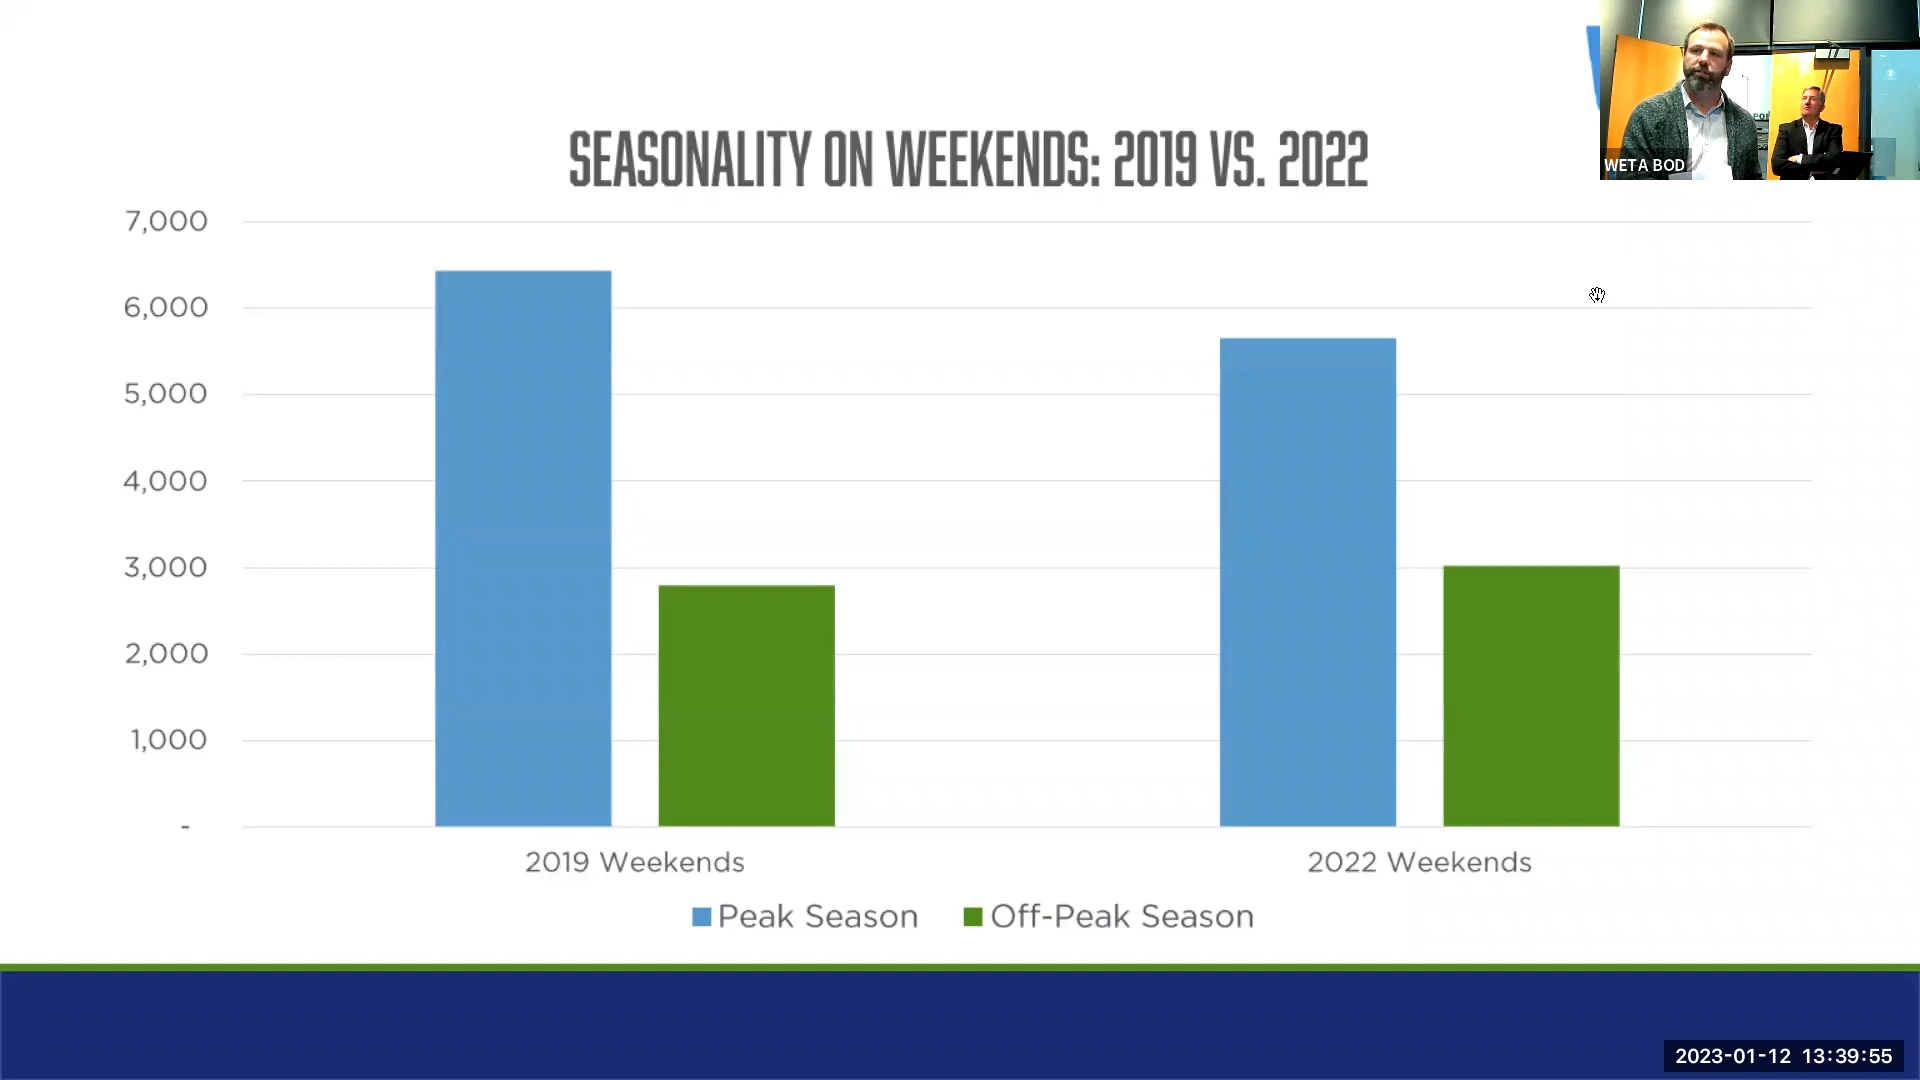 SEASONALITY ON WEEKENDS: 2019 VS. 2022
WETA BOD
7,000
6,000
5,000
4,000
3,000
2,000
1,000
-
2019 Weekends
2022 Weekends
Peak Season
Off-Peak Season
2023-01-12 13:39:55